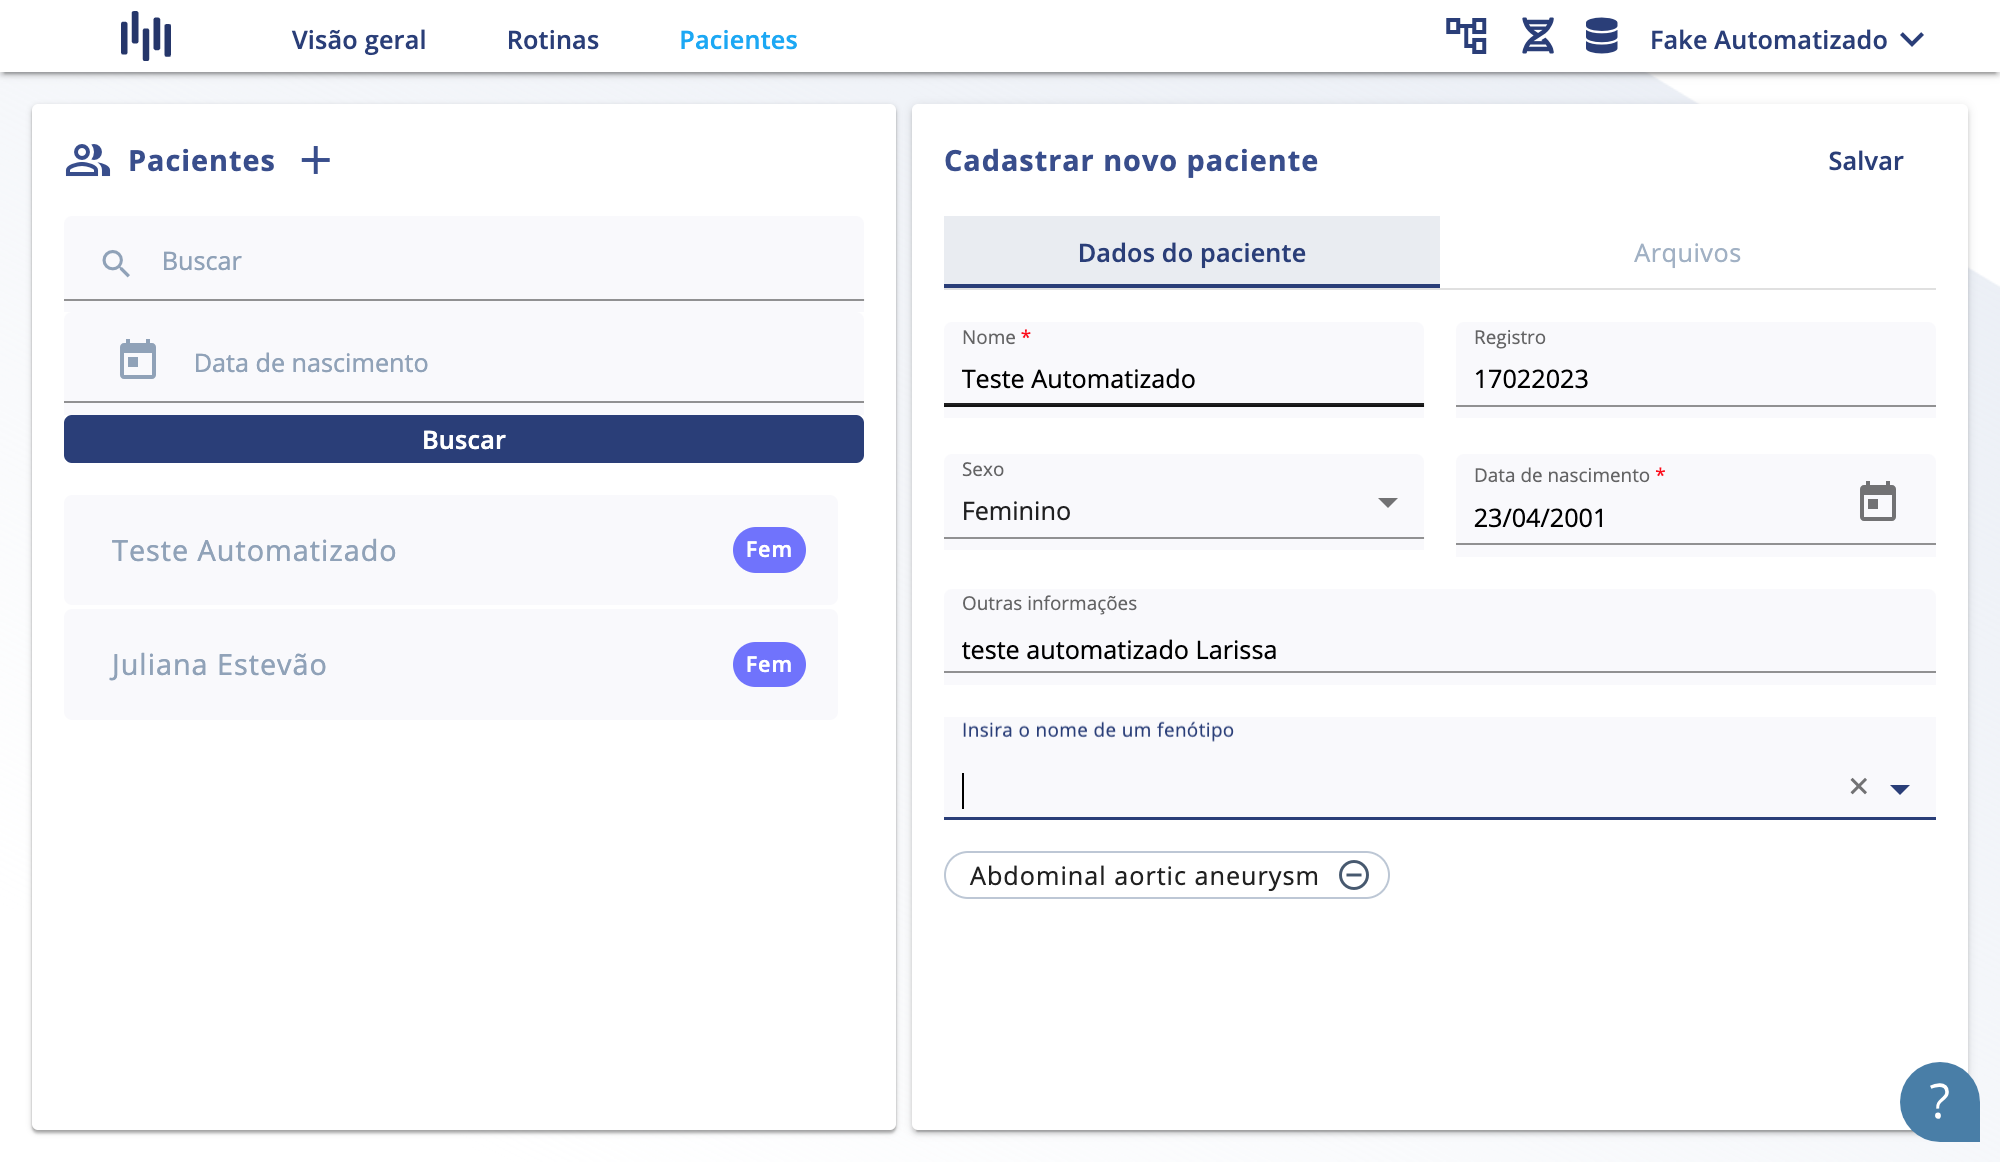 Visão geral
Rotinas
Pacientes
Fake Automatizado
Pacientes
Buscar
Data de nascimento
Buscar
Teste Automatizado
Fem
Juliana Estevão
Fem
Cadastrar novo paciente
Salvar
Dados do paciente
Arquivos
Nome *
Teste Automatizado
Registro
17022023
Sexo
Feminino
Data de nascimento *
23/04/2001
Outras informações
teste automatizado Larissa
Insira o nome de um fenótipo
Abdominal aortic aneurysm
?